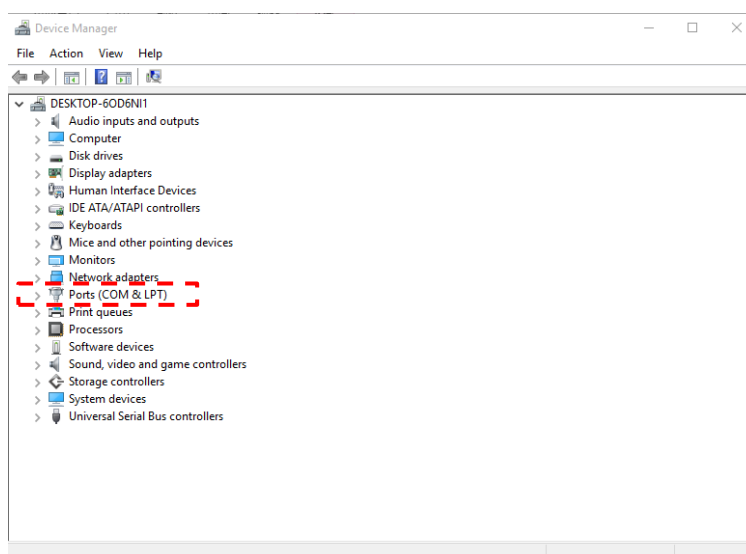 Device Manager
File Action View Help
DESKTOP-6OD6NI1
Audio inputs and outputs
Computer
Disk drives
Display adapters
Human Interface Devices
IDE ATA/ATAPI controllers
Keyboards
Mice and other pointing devices
Monitors
Network adapters
Ports (COM & LPT)
Print queues
Processors
Software devices
Sound, video and game controllers
Storage controllers
System devices
Universal Serial Bus controllers